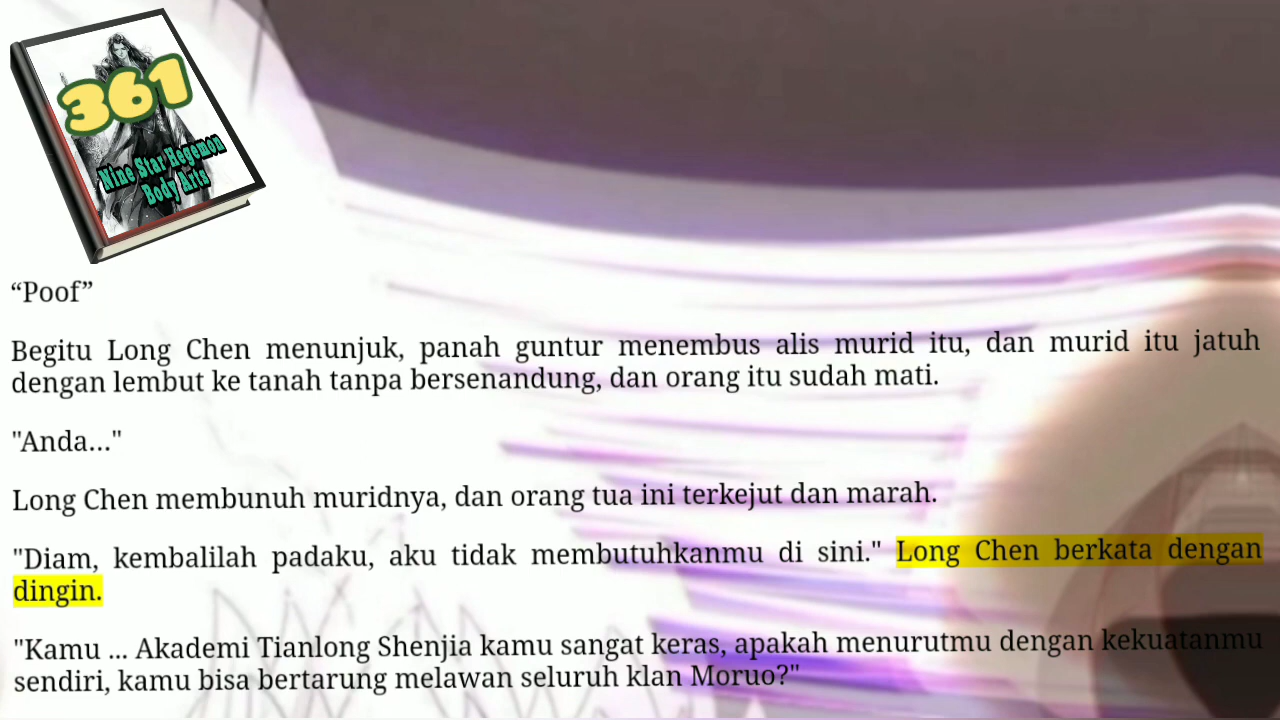 361
Nine Star Hegemon
Body Arts
“Poof”
Begitu Long Chen menunjuk, panah guntur menembus alis murid itu, dan murid itu jatuh
dengan lembut ke tanah tanpa bersenandung, dan orang itu sudah mati.
"Anda..."
Long Chen membunuh muridnya, dan orang tua ini terkejut dan marah.
"Diam, kembalilah padaku, aku tidak membutuhkanmu di sini." Long Chen berkata dengan
dingin.
"Kamu ... Akademi Tianlong Shenjia kamu sangat keras, apakah menurutmu dengan kekuatanmu
sendiri, kamu bisa bertarung melawan seluruh klan Moruo?"